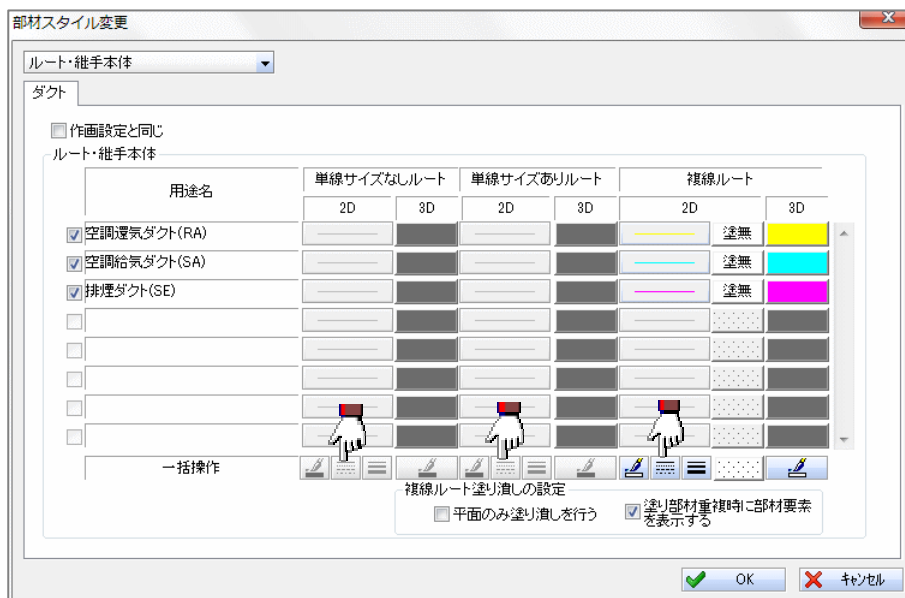 部材スタイル変更
ルート・継手本体
ダクト
作画設定と同じ
ルート・継手本体
用途名
単線サイズなしルート
単線サイズありルート
複線ルート
2D
3D
2D
3D
2D
3D
空調還気ダクト(RA)
塗無
空調給気ダクト(SA)
塗無
排煙ダクト(SE)
塗無
一括操作
複線ルート塗り潰しの設定
平面のみ塗り潰しを行う
塗り部材重複時に部材要素
を表示する
OK
キャンセル